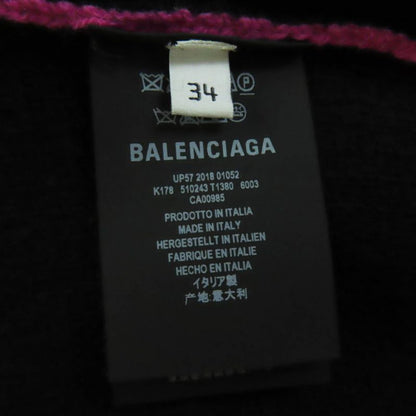 34
P
BALENCIAGA
UP57 2018 01052
K178 510243 T1380 6003
CA00985
PRODOTTO IN ITALIA
MADE IN ITALY
HERGESTELLT IN ITALIEN
FABRIQUE EN ITALIE
HECHO EN ITALIA
イタリア製
产地:意大利